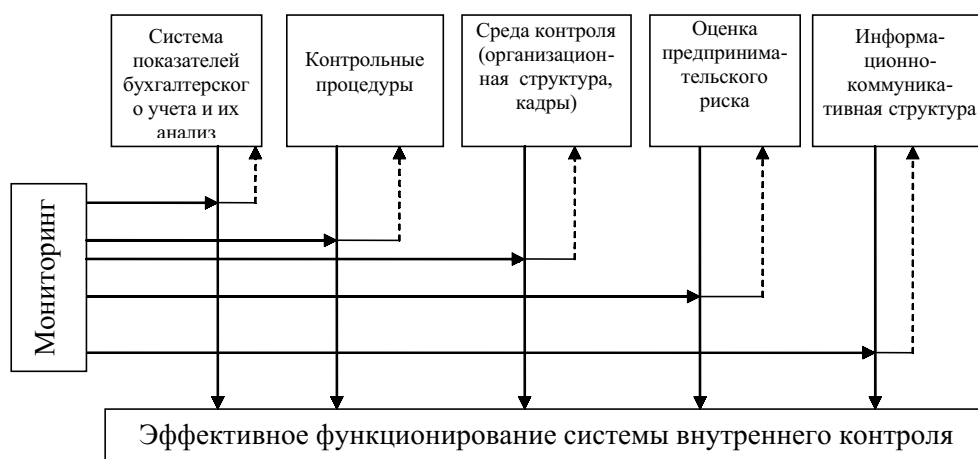 Система
показателей
бухгалтерског
о учета и их
анализ
Контрольные
процедуры
Среда контроля
(организацион-
ная структура,
кадры)
Оценка
предпринима-
тельского
риска
Информа-
ционно-
коммуника-
тивная структура
Мониторинг
Эффективное функционирование системы внутреннего контроля